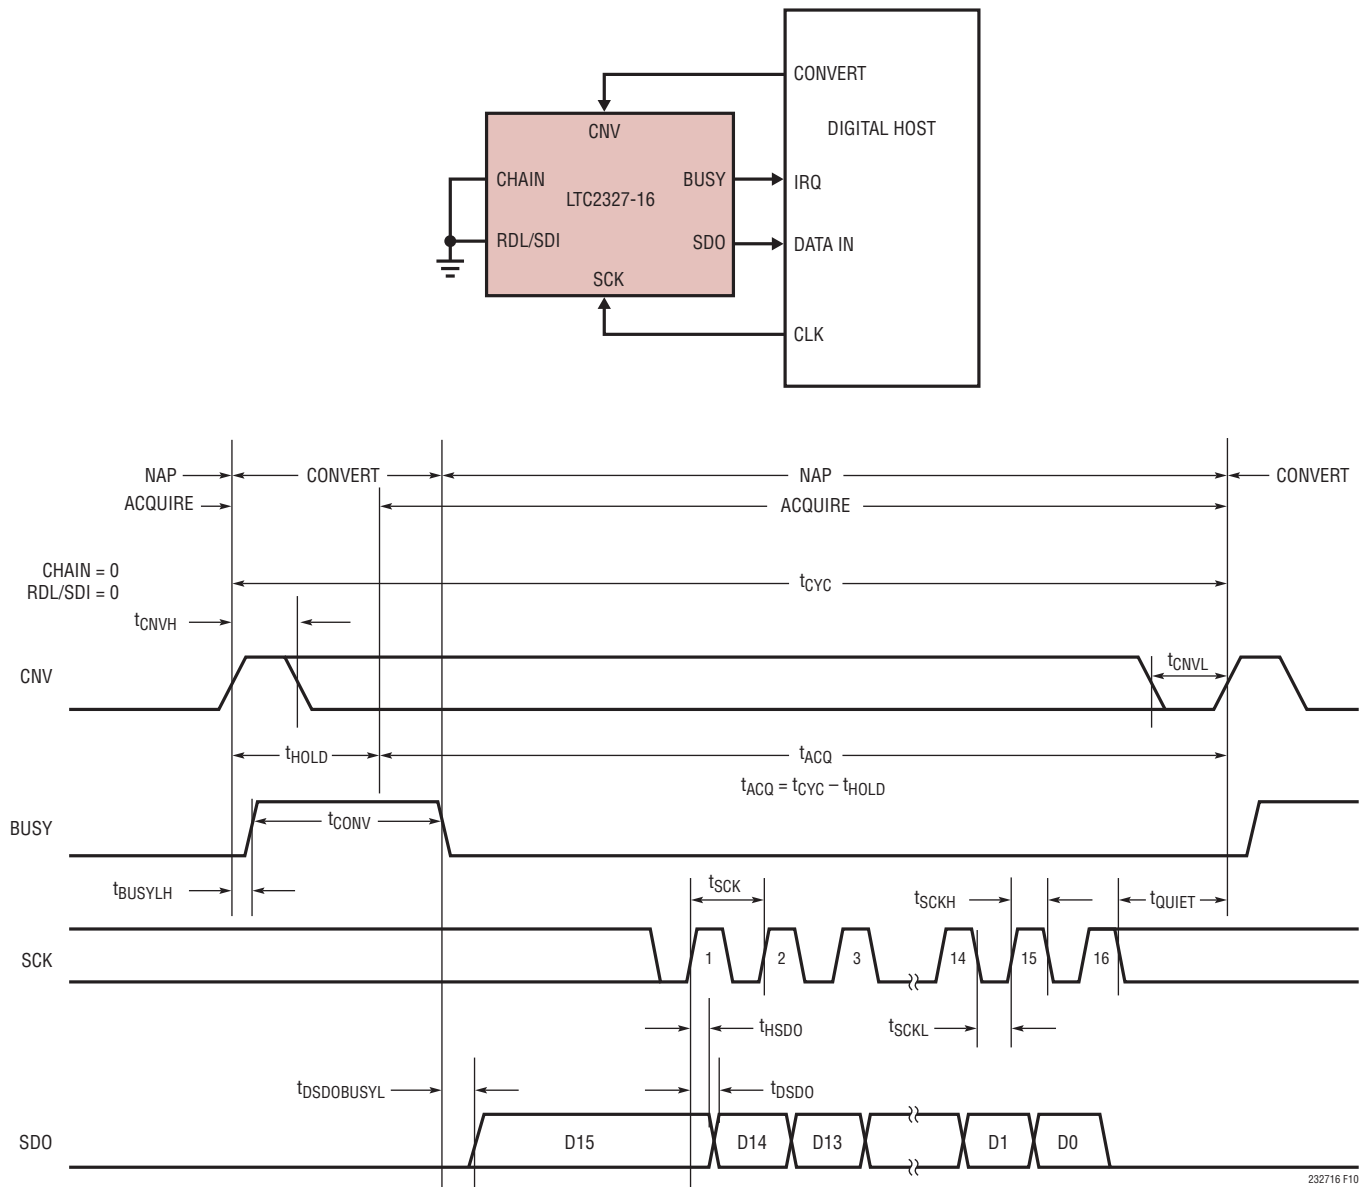 CONVERT
CNV
DIGITAL HOST
CHAIN
BUSY
IRQ
LTC2327-16
RDL/SDI
SDO
DATA IN
SCK
CLK
NAP
CONVERT
NAP
CONVERT
ACQUIRE
ACQUIRE
CHAIN = 0
RDL/SDI = 0
tCYC
tCNVH
CNV
tCNVL
tHOLD
tACQ
tACQ = tCYC – tHOLD
BUSY
tCONV
tBUSYLH
tSCK
tSCKH
tQUIET
SCK
1
2
3
14
15
16
tHSDO
tSCKL
tDSDOBUSYL
tDSDO
SDO
D15
D14
D13
D1
D0
232716 F10